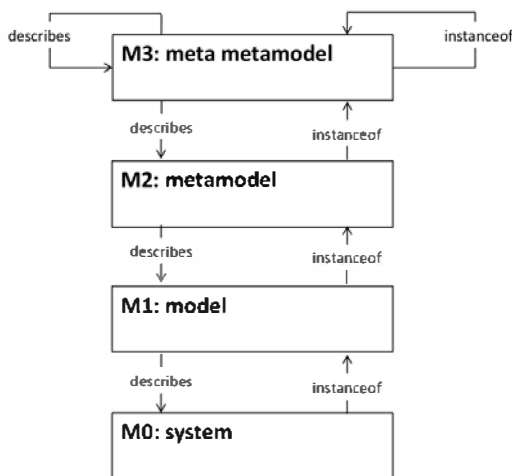 describes
M3: meta metamodel
instanceof
describes
instanceof
M2: metamodel
describes
instanceof
M1: model
describes
instanceof
M0: system